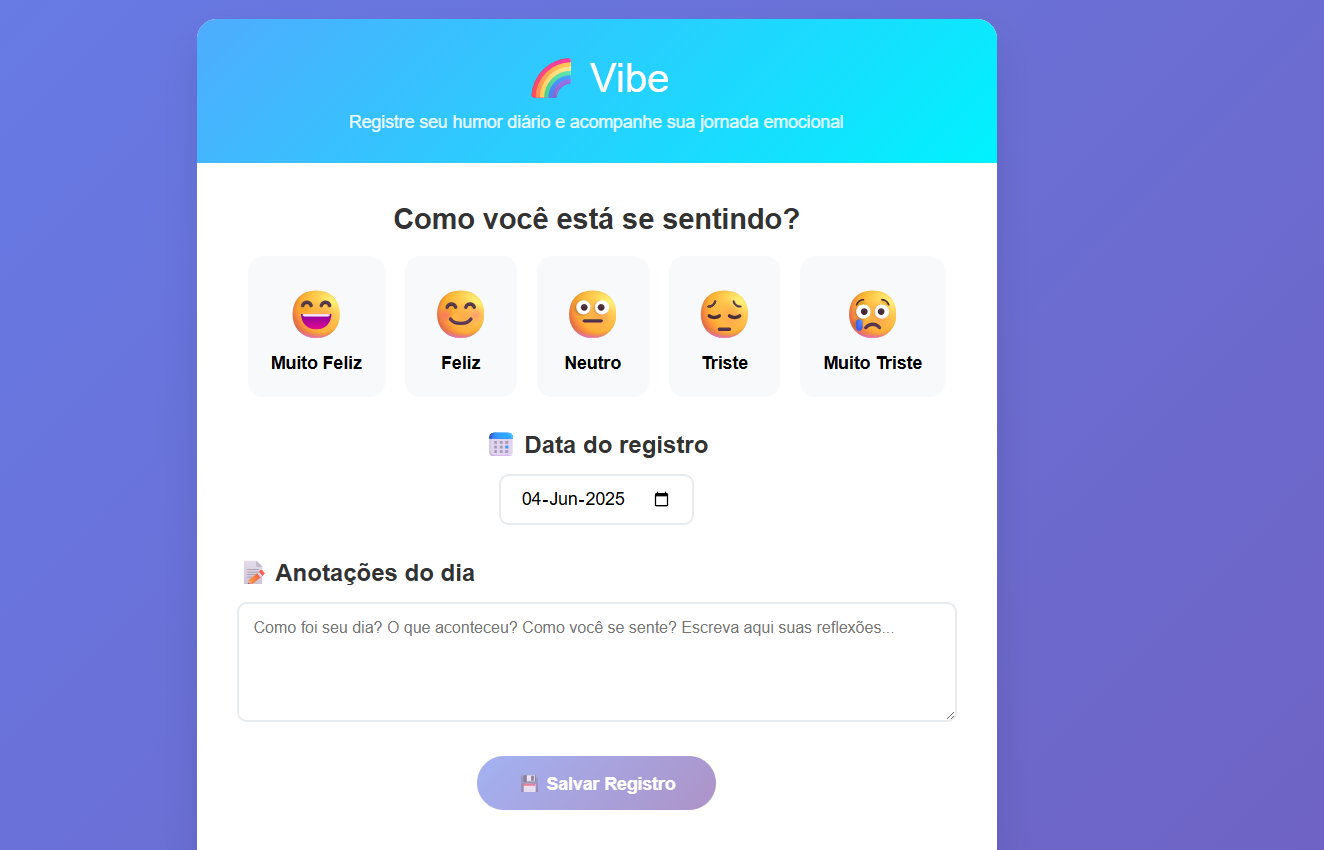 🌈 Vibe
Registre seu humor diário e acompanhe sua jornada emocional
Como você está se sentindo?
Muito Feliz
Feliz
Neutro
Triste
Muito Triste
Data do registro
04-Jun-2025
Anotações do dia
Como foi seu dia? O que aconteceu? Como você se sente? Escreva aqui suas reflexões...
Salvar Registro